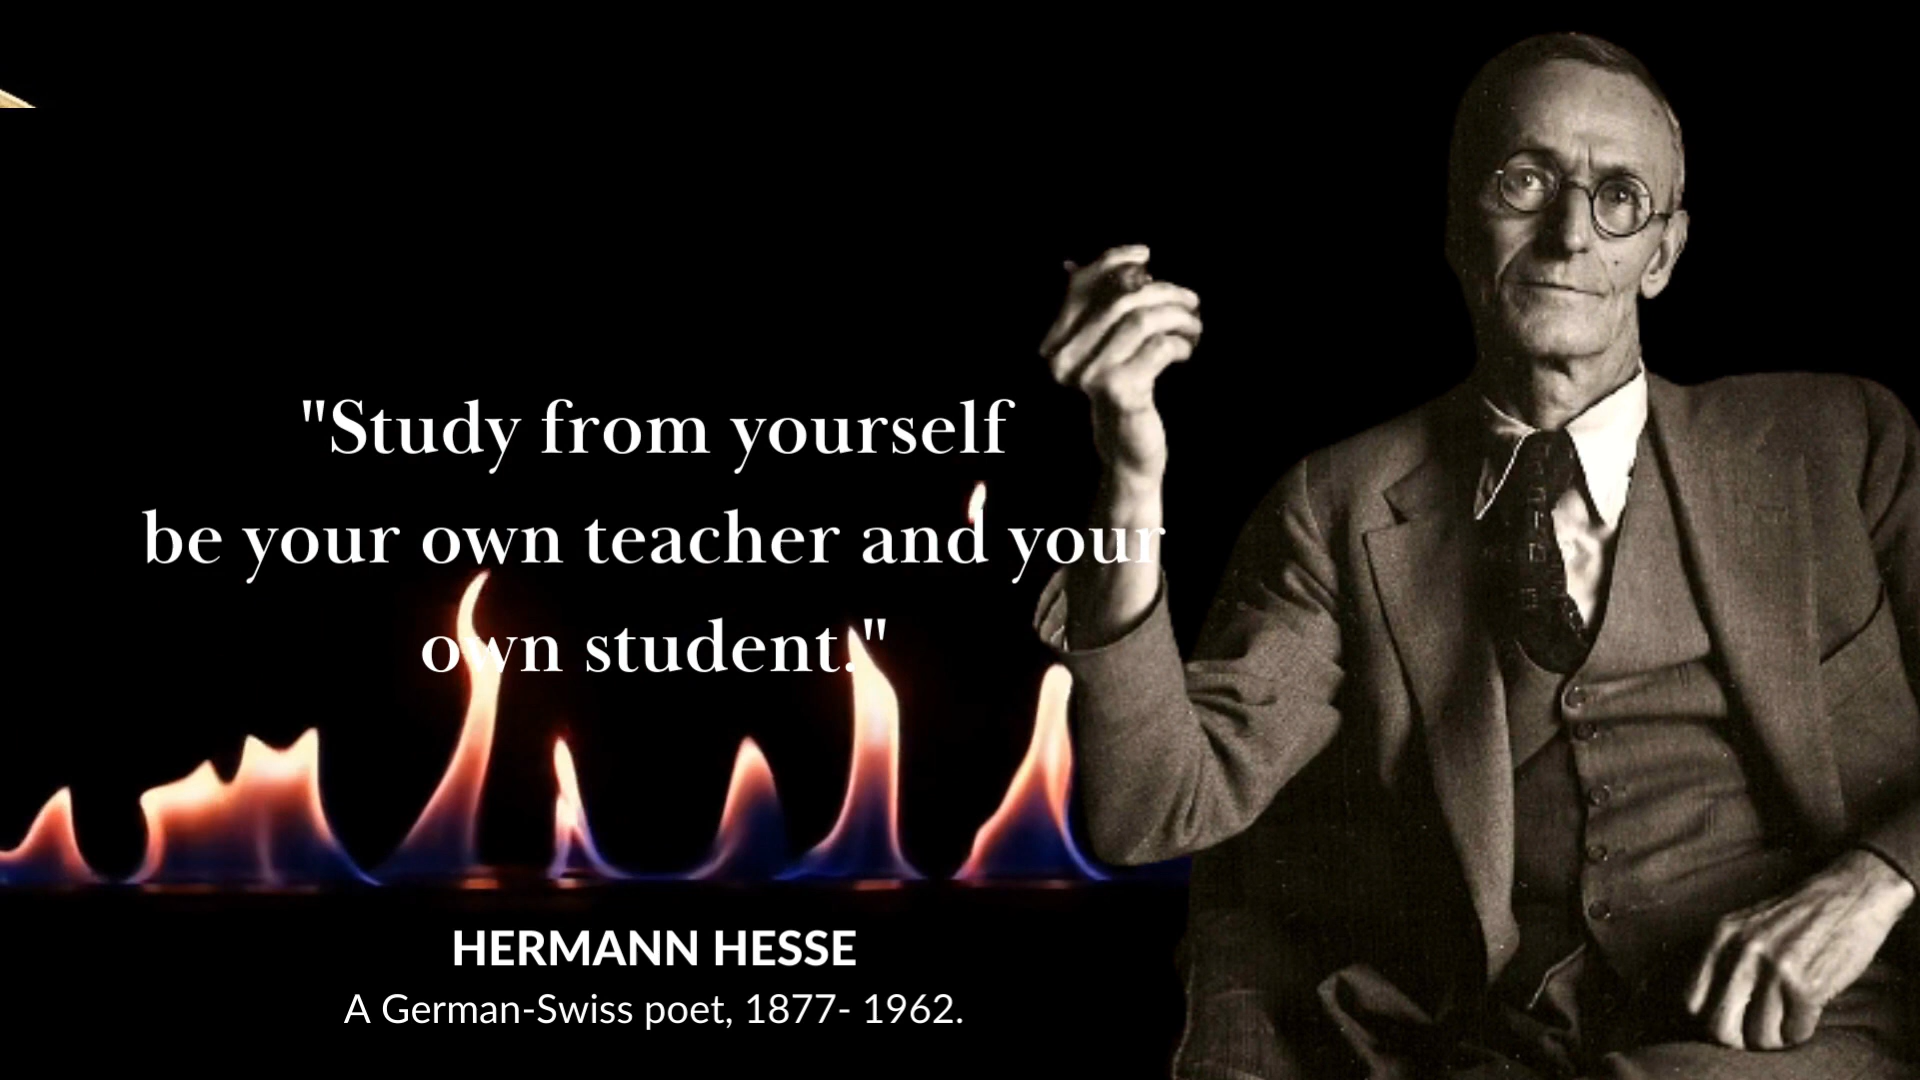 "Study from yourself
be your own teacher and your
own student."
HERMANN HESSE
A German-Swiss poet, 1877- 1962.